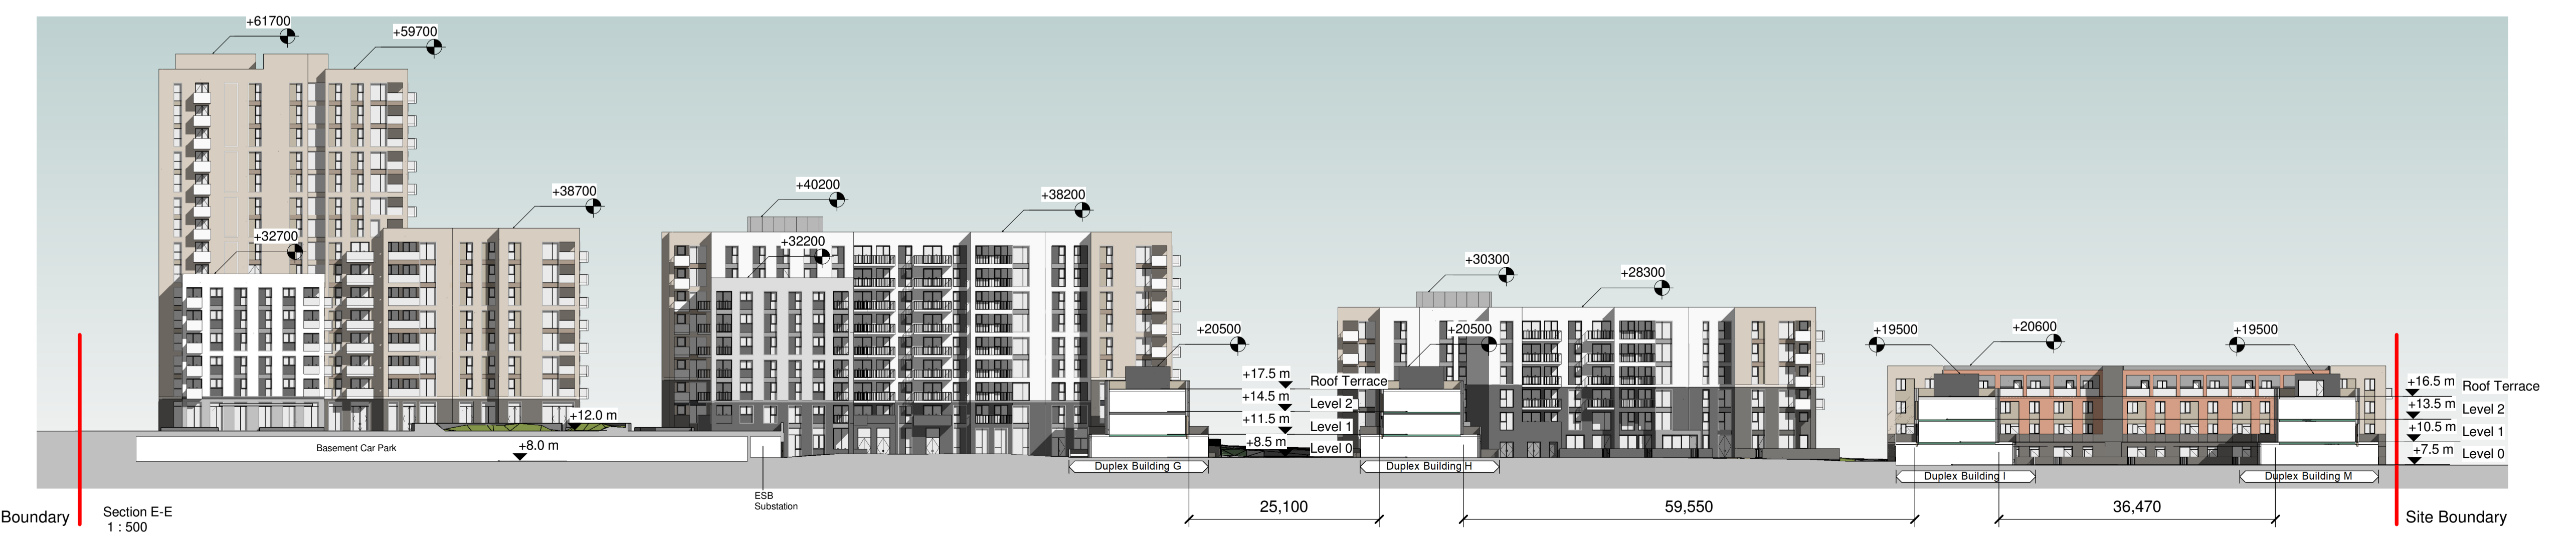 +61700
+59700
+38700
+32700
+40200
+38200
+32200
+30300
+28300
+20500
+20500
+19500
+20600
+19500
+17.5 m Roof Terrace
+14.5 m Level 2
+11.5 m Level 1
+8.5 m Level 0
+16.5 m Roof Terrace
+13.5 m Level 2
+10.5 m Level 1
+7.5 m Level 0
+12.0 m
Basement Car Park
+8.0 m
Duplex Building G
Duplex Building H
Duplex Building I
Duplex Building M
ESB
Substation
25,100
59,550
36,470
Boundary
Section E-E
1 : 500
Site Boundary